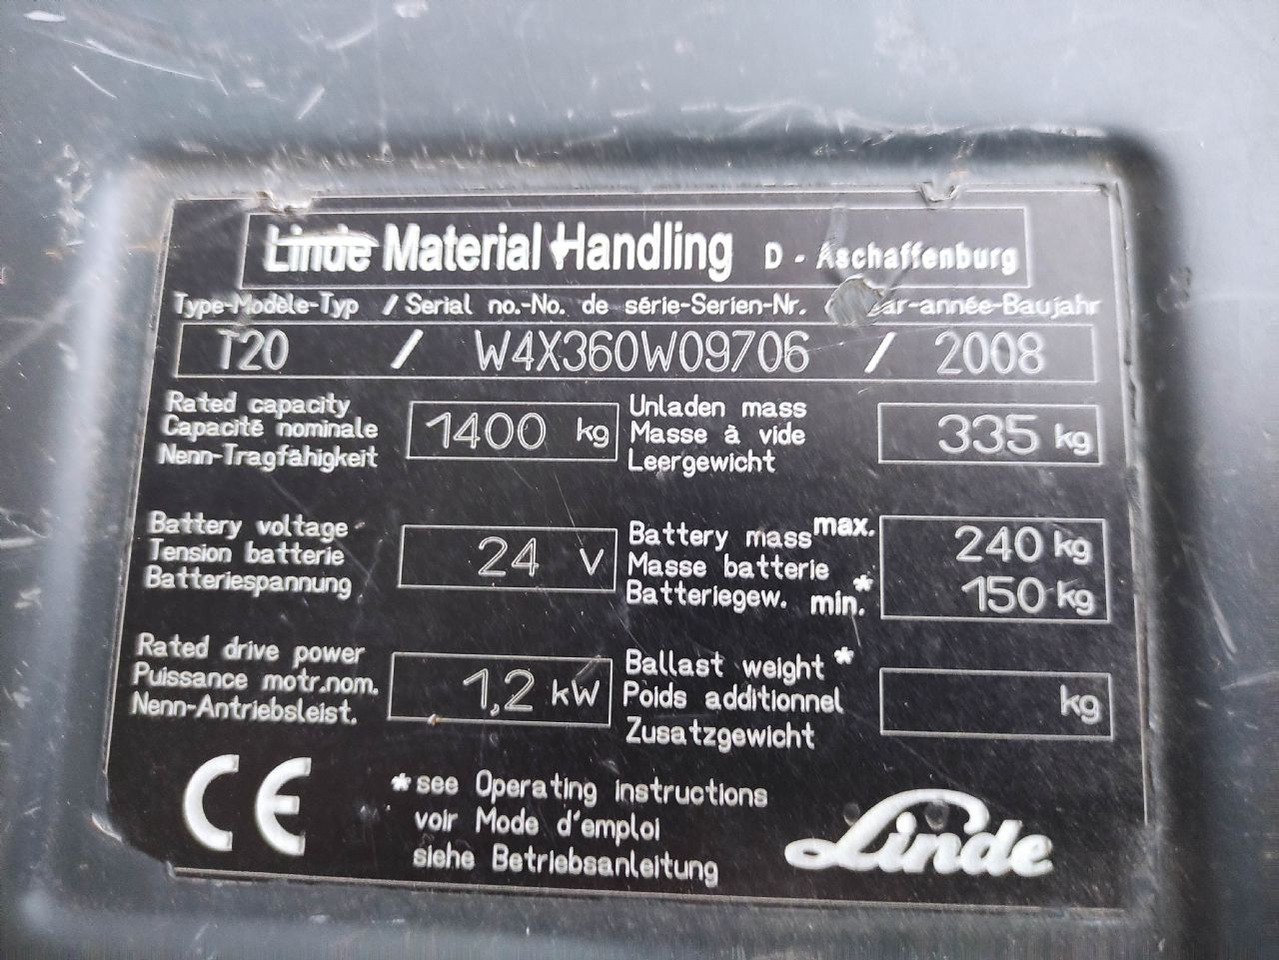 Linde Material Handling D - Aschaffenburg
Type-Modèle-Typ / Serial no.-No. de série-Serien-Nr. ar-année-Baujahr
T20 / W4X360W09706 / 2008
Rated capacity
Capacité nominale
Nenn-Tragfähigkeit
1400 kg
Unladen mass
Masse à vide
Leergewicht
335 kg
Battery voltage
Tension batterie
Batteriespannung
24 V
Battery mass max.
Masse batterie
Batteriegew. min.*
240 kg
150 kg
Rated drive power
Puissance motr.nom.
Nenn-Antriebsleist.
1,2 kW
Ballast weight *
Poids additionnel
Zusatzgewicht
kg
CE
* see Operating instructions
voir Mode d'emploi
siehe Betriebsanleitung
Linde